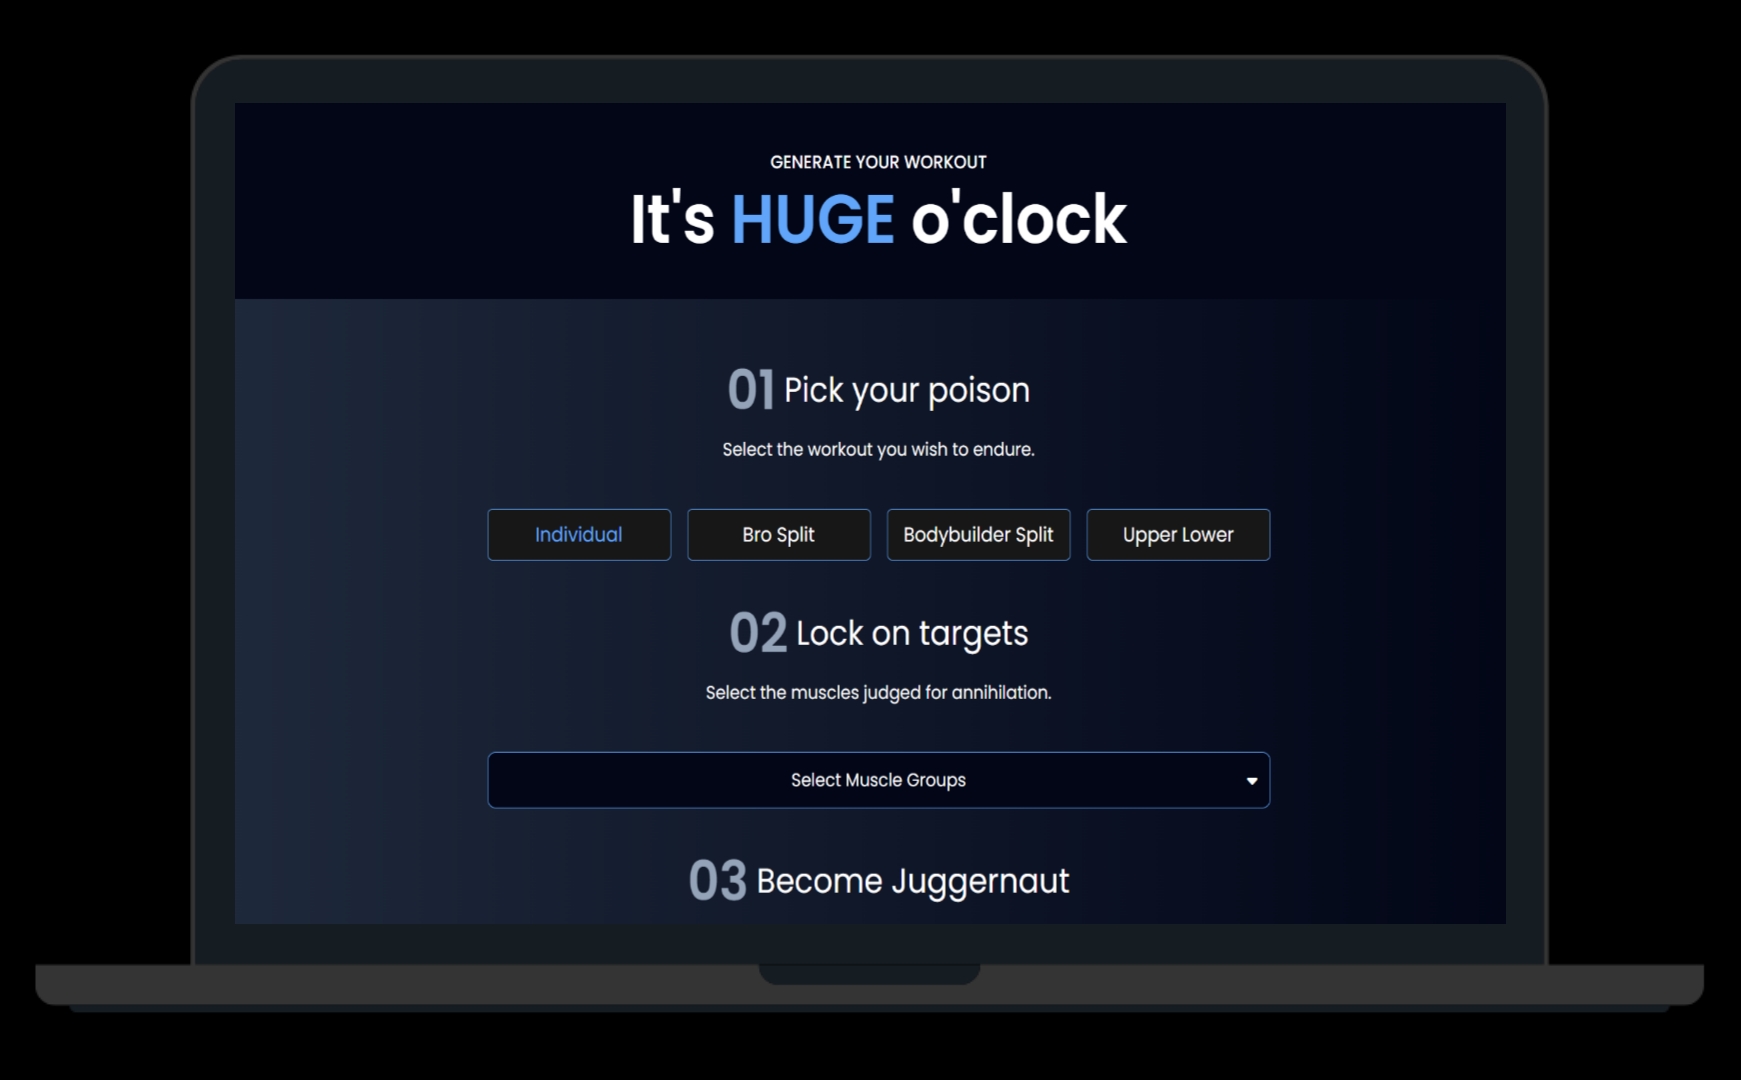 GENERATE YOUR WORKOUT
It's HUGE o'clock
01 Pick your poison
Select the workout you wish to endure.
Individual
Bro Split
Bodybuilder Split
Upper Lower
02 Lock on targets
Select the muscles judged for annihilation.
Select Muscle Groups
03 Become Juggernaut